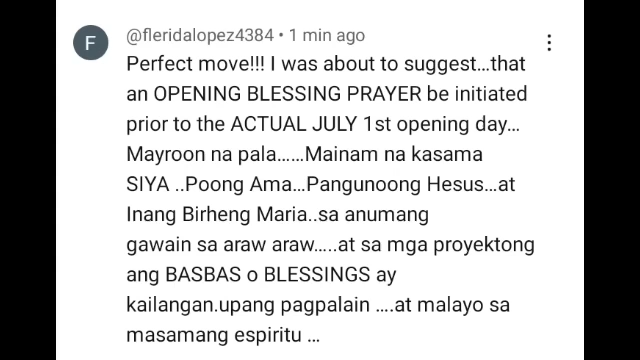 F
@fleridalopez4384 • 1 min ago
Perfect move!!! I was about to suggest...that
an OPENING BLESSING PRAYER be initiated
prior to the ACTUAL JULY 1st opening day...
Mayroon na pala......Mainam na kasama
SIYA ..Poong Ama...Pangunoong Hesus...at
Inang Birheng Maria..sa anumang
gawain sa araw araw.....at sa mga proyektong
ang BASBAS o BLESSINGS ay
kailangan.upang pagpalain ....at malayo sa
masamang espiritu ...